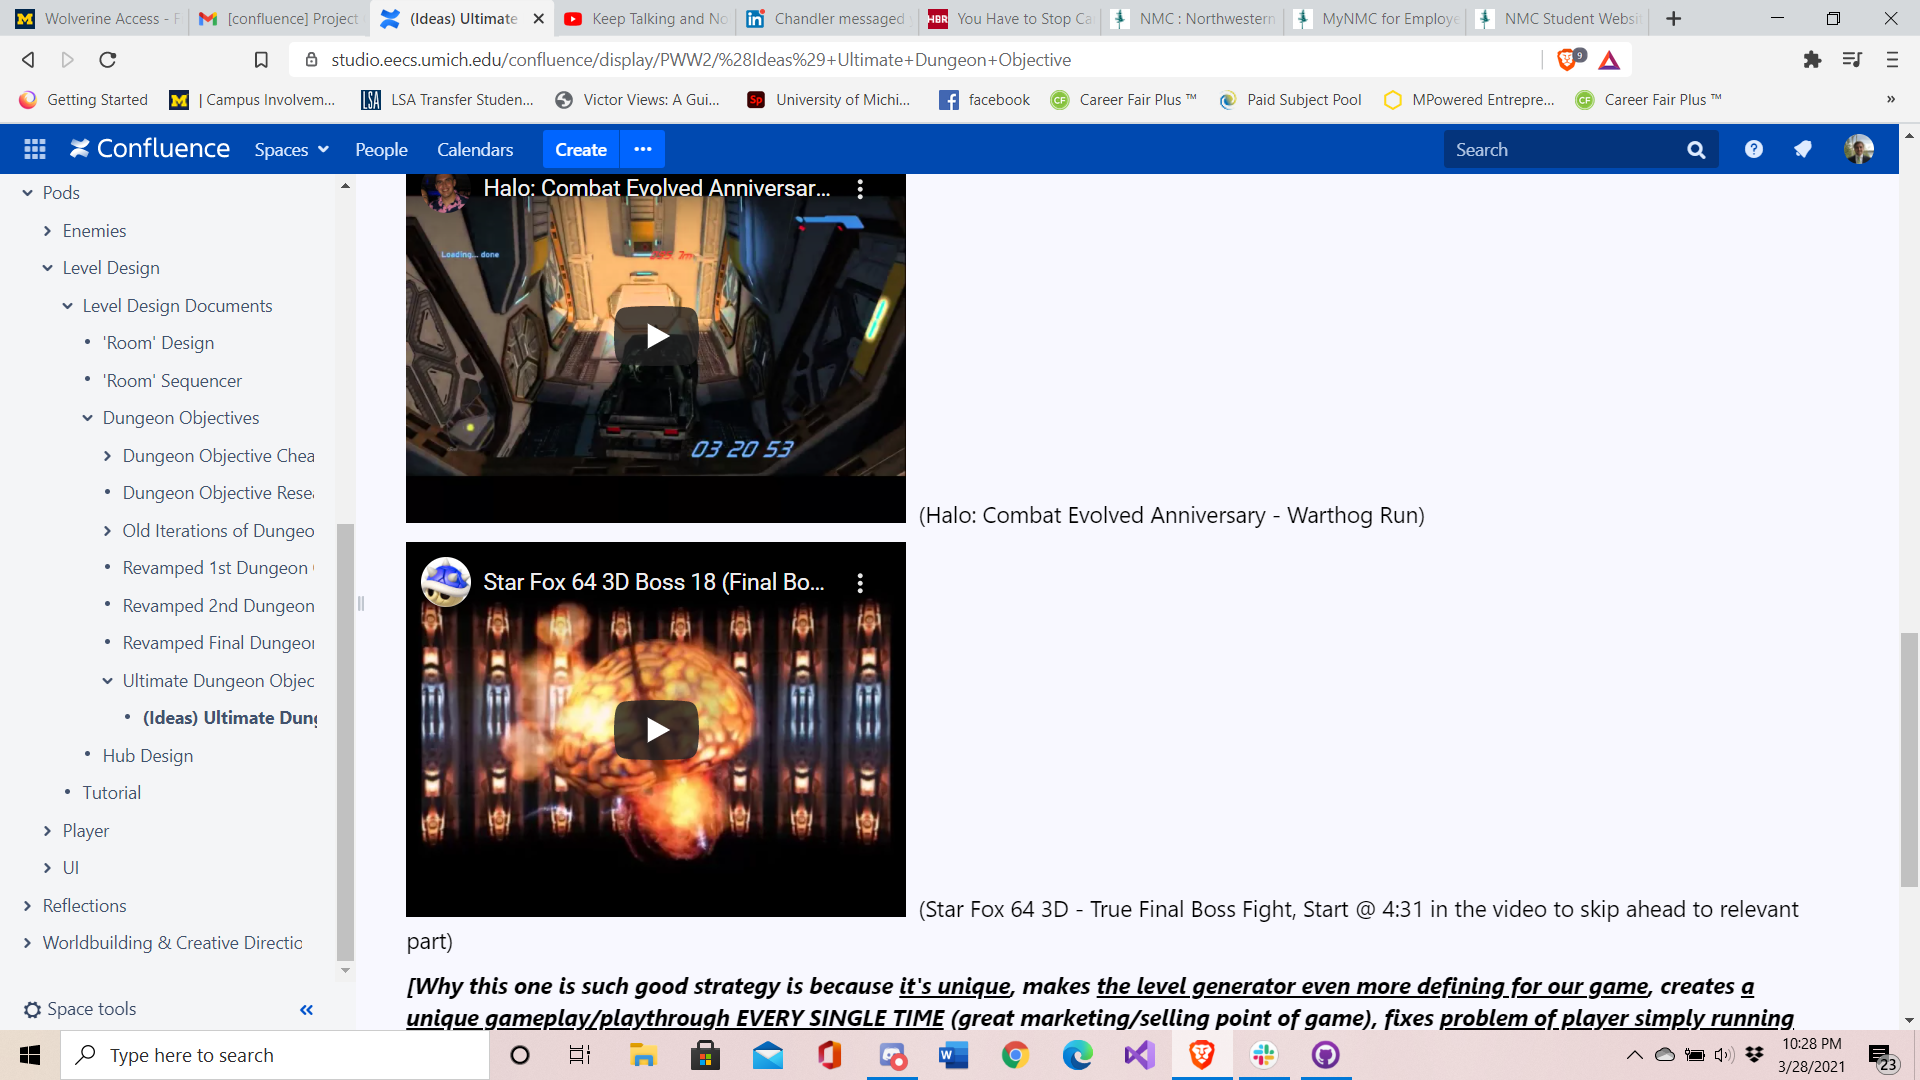 Wolverine Access - F
[confluence] Project
(Ideas) Ultimate
Keep Talking and No
Chandler messaged
You Have to Stop Ca
NMC : Northwestern
MyNMC for Employe
NMC Student Websi
studio.eecs.umich.edu/confluence/display/PWW2/%28Ideas%29+Ultimate+Dungeon+Objective
9
Getting Started
| Campus Involvem...
LSA Transfer Studen...
Victor Views: A Gui...
University of Michi...
facebook
Career Fair Plus ™
Paid Subject Pool
MPowered Entrepre...
Career Fair Plus ™
»
Confluence
Spaces
People
Calendars
Create
Search
Pods
Enemies
Level Design
Level Design Documents
'Room' Design
'Room' Sequencer
Dungeon Objectives
Dungeon Objective Chea
Dungeon Objective Resea
Old Iterations of Dungeo
Revamped 1st Dungeon
Revamped 2nd Dungeon
Revamped Final Dungeon
Ultimate Dungeon Objec
(Ideas) Ultimate Dung
Hub Design
Tutorial
Player
UI
Reflections
Worldbuilding & Creative Directio
Space tools
Halo: Combat Evolved Anniversar...
Loading... done
03 20 53
(Halo: Combat Evolved Anniversary - Warthog Run)
Star Fox 64 3D Boss 18 (Final Bo...
(Star Fox 64 3D - True Final Boss Fight, Start @ 4:31 in the video to skip ahead to relevant
part)
[Why this one is such good strategy is because it's unique, makes the level generator even more defining for our game, creates a
unique gameplay/playthrough EVERY SINGLE TIME (great marketing/selling point of game), fixes problem of player simply running
Type here to search
10:28 PM
3/28/2021
23